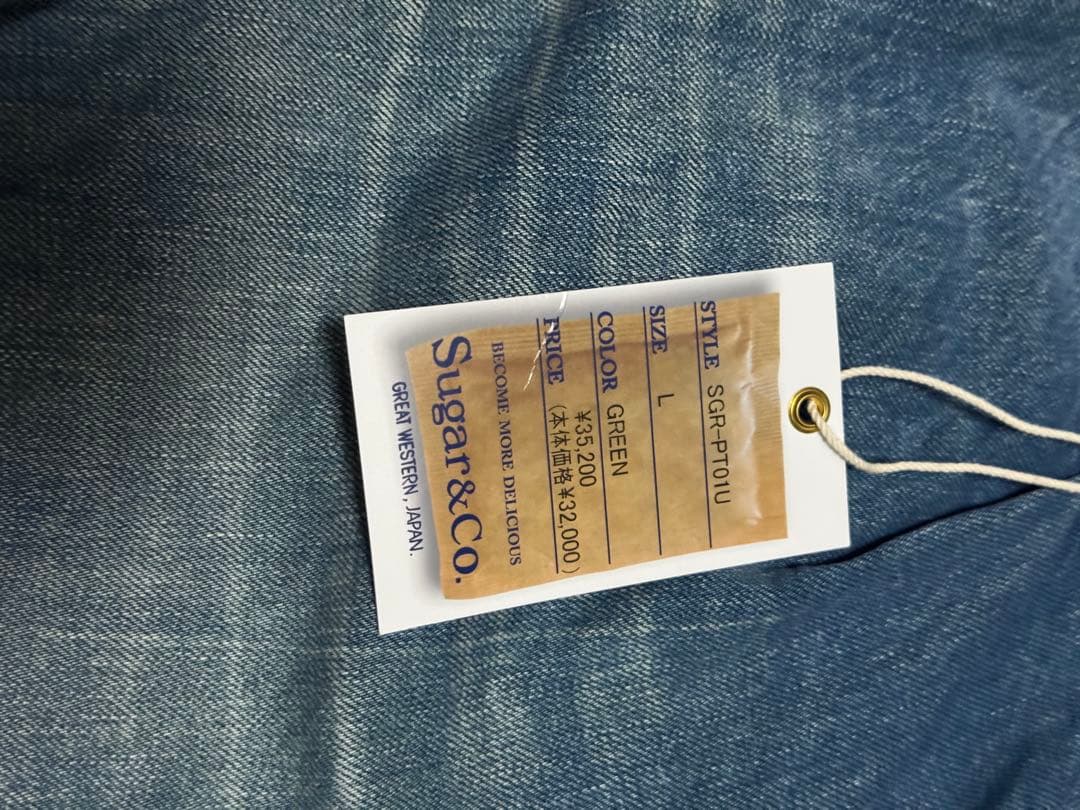 STYLE SGR-PT01U
SIZE L
COLOR GREEN
¥35,200
PRICE (本体価格¥32,000)
BECOME MORE DELICIOUS
Sugar&Co.
GREAT WESTERN, JAPAN.